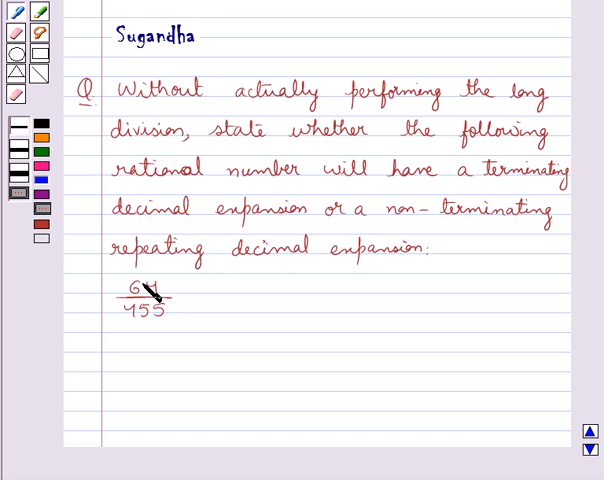 Sugandha
Q. Without actually performing the long
division, state whether the following
rational number will have a terminating
decimal expansion or a non-terminating
repeating decimal expansion:
64
455